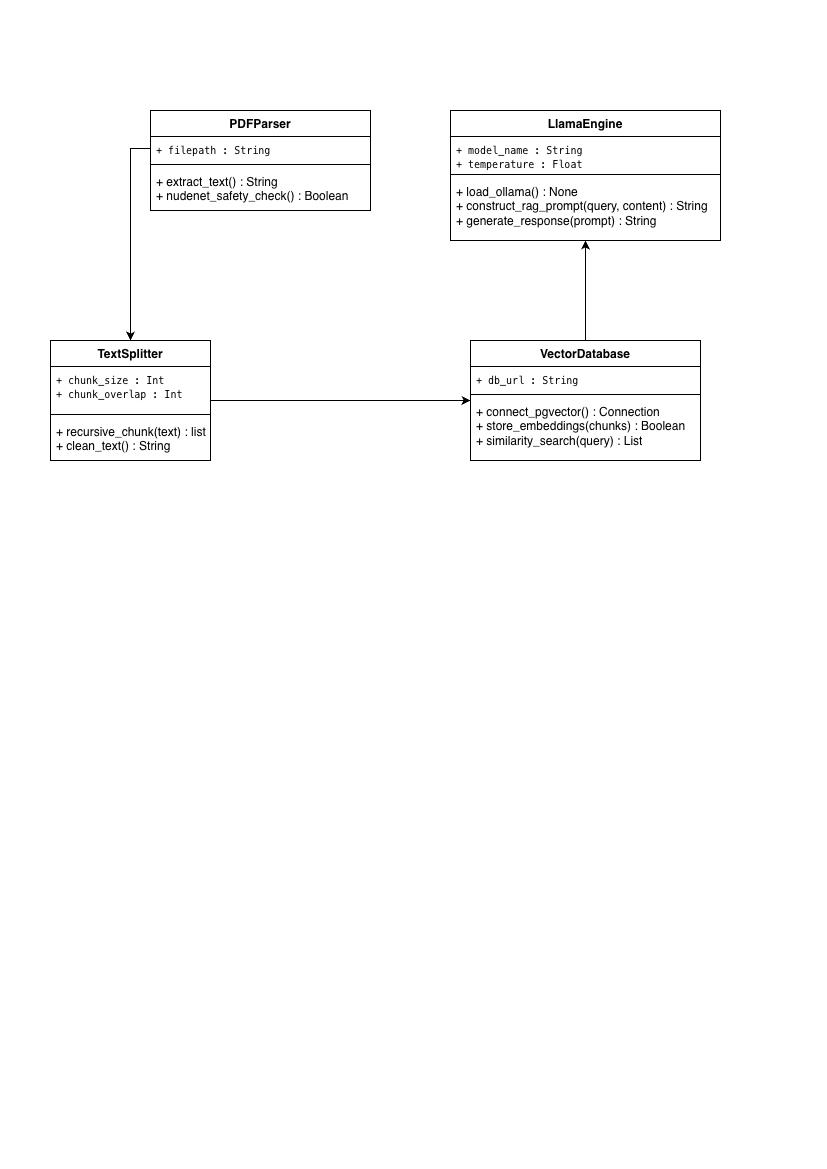 PDFParser
+ filepath : String
+ extract_text() : String
+ nudenet_safety_check() : Boolean
LlamaEngine
+ model_name : String
+ temperature : Float
+ load_ollama() : None
+ construct_rag_prompt(query, content) : String
+ generate_response(prompt) : String
TextSplitter
+ chunk_size : Int
+ chunk_overlap : Int
+ recursive_chunk(text) : list
+ clean_text() : String
VectorDatabase
+ db_url : String
+ connect_pgvector() : Connection
+ store_embeddings(chunks) : Boolean
+ similarity_search(query) : List